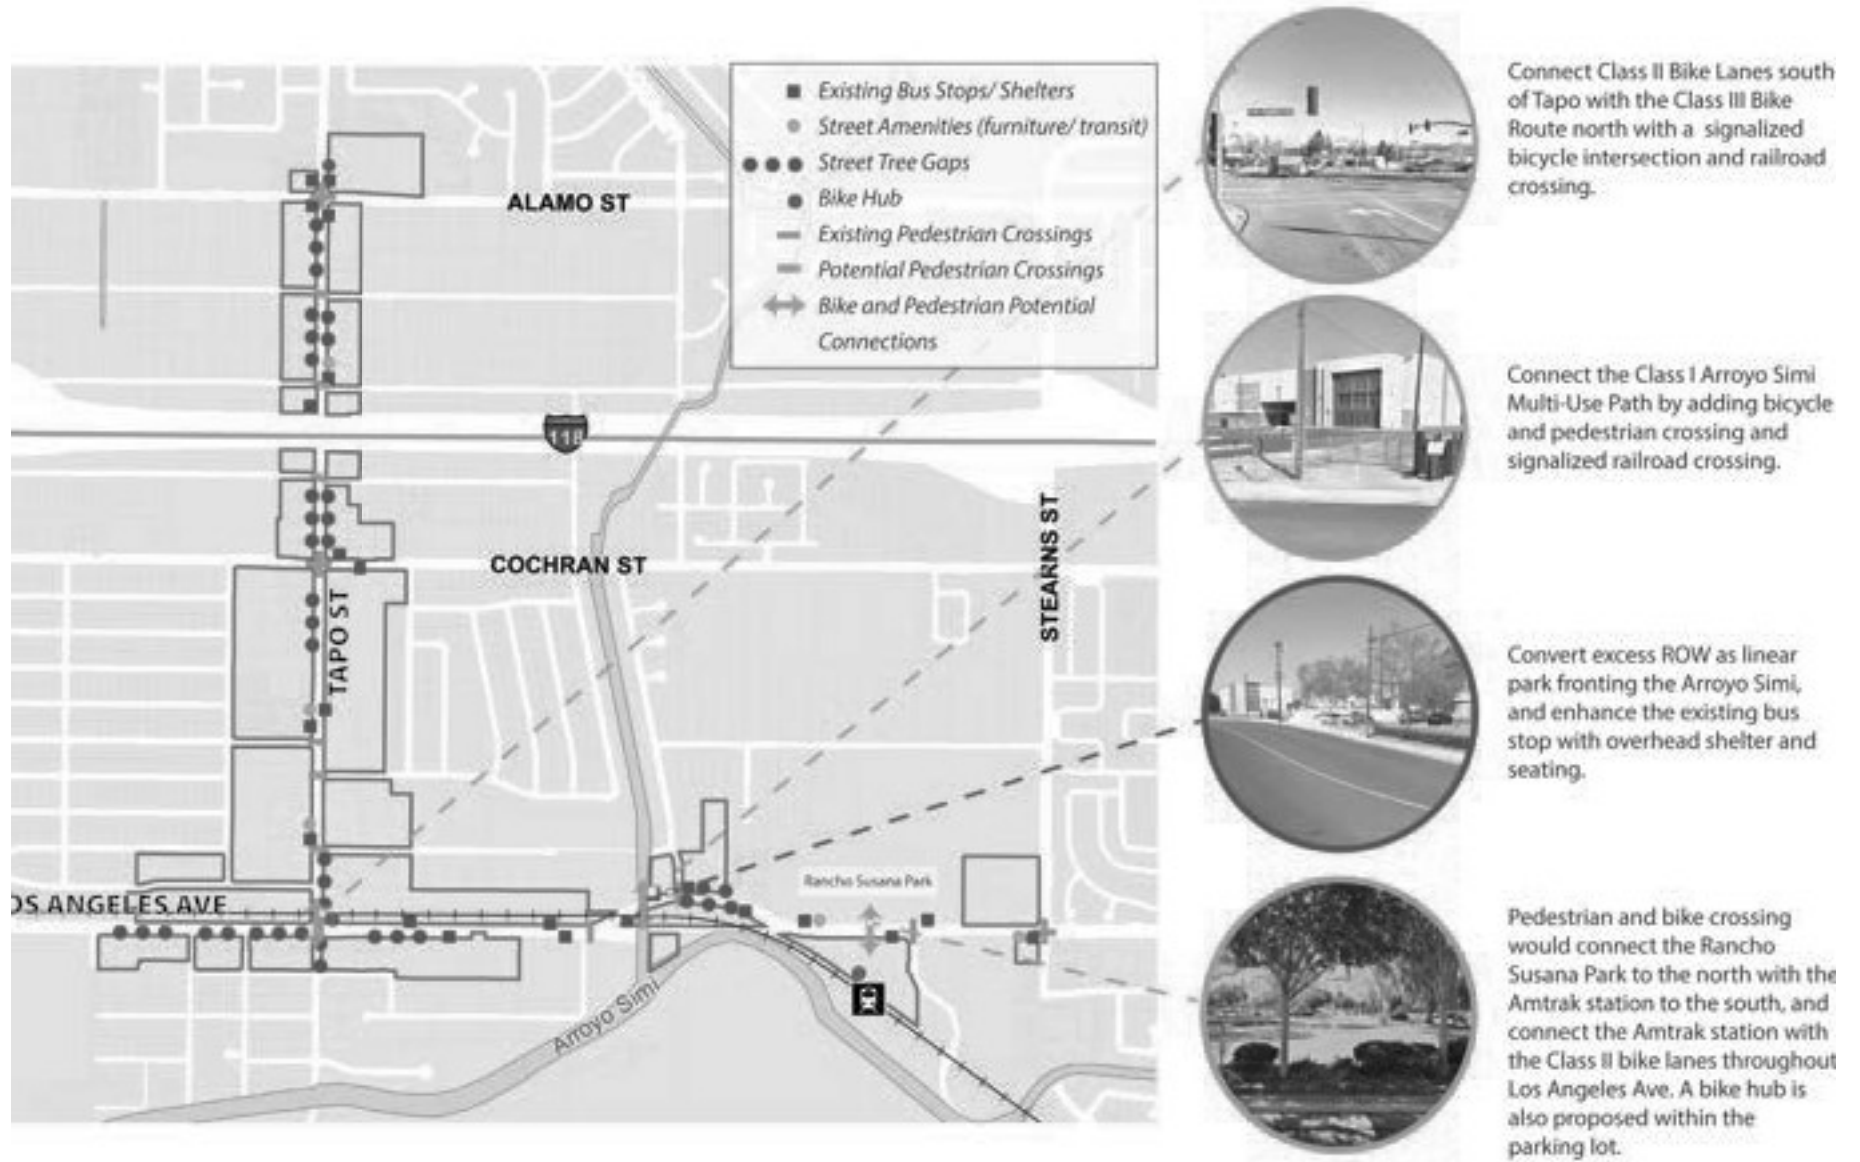 Existing Bus Stops/ Shelters
Street Amenities (furniture/ transit)
Street Tree Gaps
Bike Hub
Existing Pedestrian Crossings
Potential Pedestrian Crossings
Bike and Pedestrian Potential
Connections
ALAMO ST
118
COCHRAN ST
STEARNS ST
TAPO ST
Rancho Susana Park
OS ANGELES AVE
Arroyo Simi
Connect Class II Bike Lanes south
of Tapo with the Class III Bike
Route north with a signalized
bicycle intersection and railroad
crossing.
Connect the Class I Arroyo Simi
Multi-Use Path by adding bicycle
and pedestrian crossing and
signalized railroad crossing.
Convert excess ROW as linear
park fronting the Arroyo Simi,
and enhance the existing bus
stop with overhead shelter and
seating.
Pedestrian and bike crossing
would connect the Rancho
Susana Park to the north with the
Amtrak station to the south, and
connect the Amtrak station with
the Class II bike lanes throughout
Los Angeles Ave. A bike hub is
also proposed within the
parking lot.